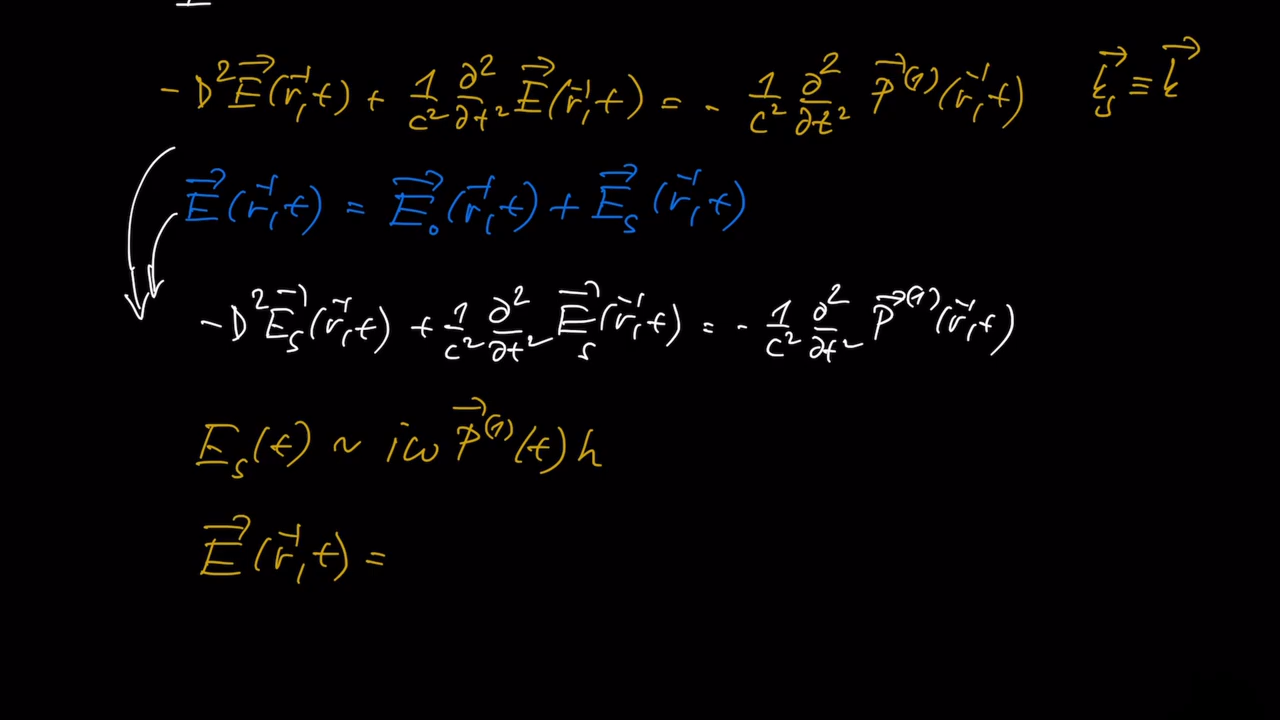 -∇²E⃗(r⃗,t) + 1/c² ∂²/∂t² E⃗(r⃗,t) = - 1/c² ∂²/∂t² P⃗⁽¹⁾(r⃗,t) k⃗ₛ ≡ k⃗
E⃗(r⃗,t) = E⃗₀(r⃗,t) + E⃗ₛ(r⃗,t)
-∇²E⃗ₛ(r⃗,t) + 1/c² ∂²/∂t² E⃗ₛ(r⃗,t) = - 1/c² ∂²/∂t² P⃗⁽¹⁾(r⃗,t)
Eₛ(t) ~ iω P⃗⁽¹⁾(t) h
E⃗(r⃗,t) =